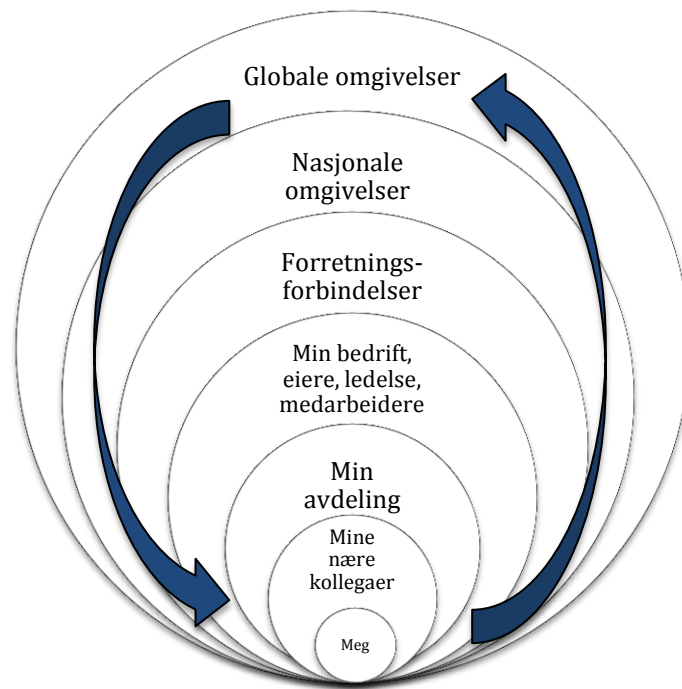 Globale omgivelser
Nasjonale
omgivelser
Forretnings-
forbindelser
Min bedrift,
eiere, ledelse,
medarbeidere
Min
avdeling
Mine
nære
kollegaer
Meg